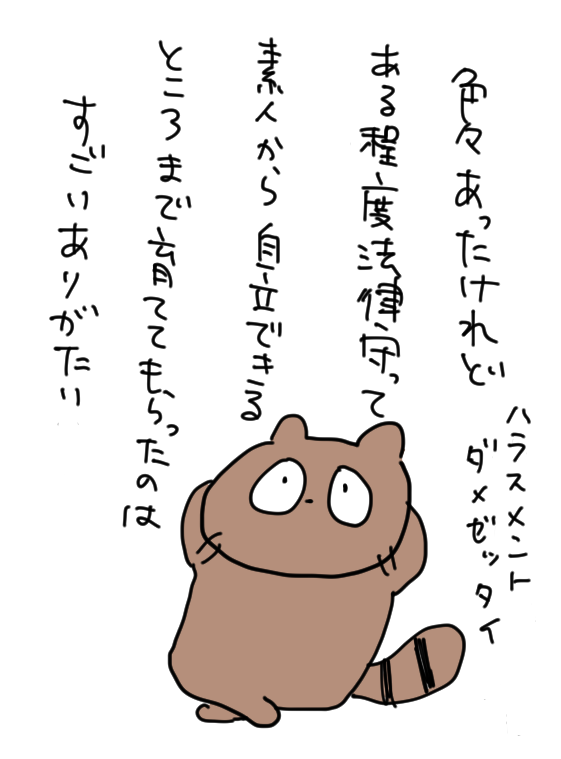 色々あったけれど
ハラスメント
ダメゼッタイ
ある程度法律守って
素人から自立できる
ところまで育ててもらったのは
すごいありがたい